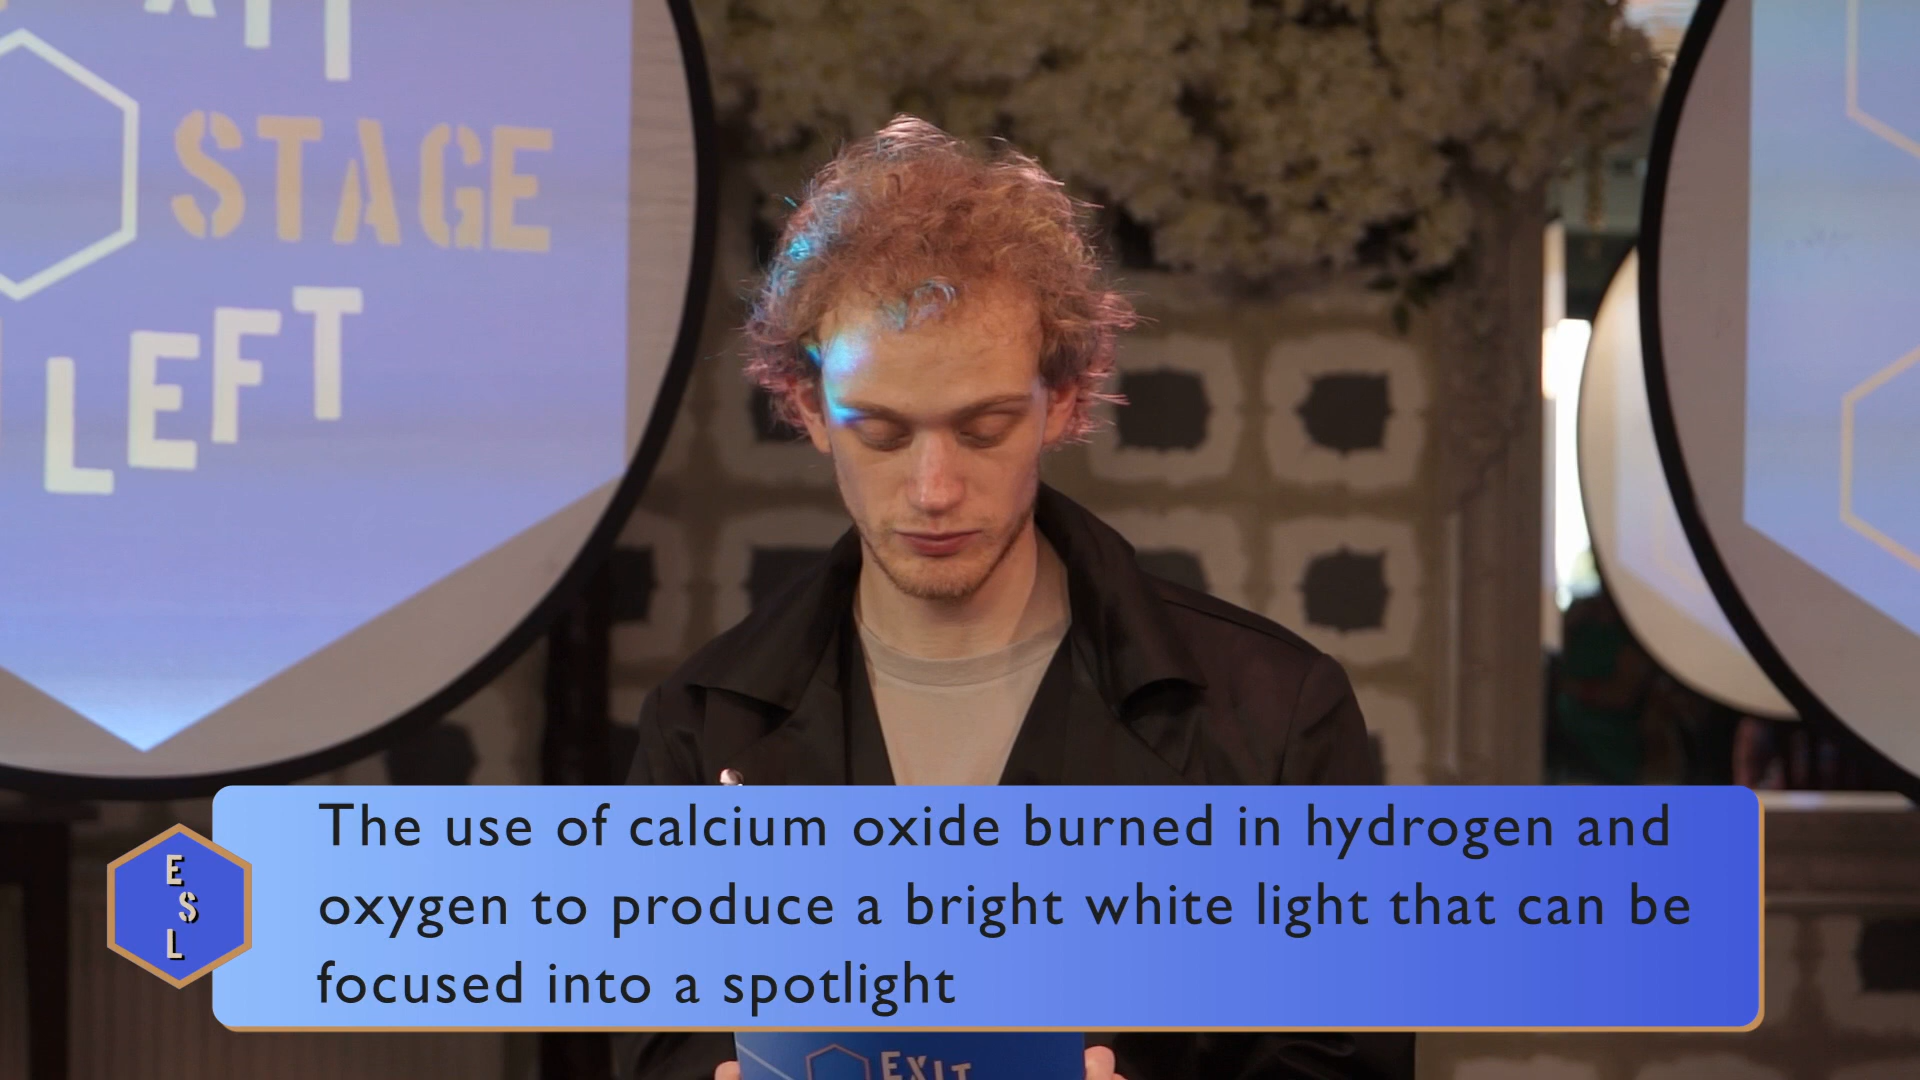 STAGE
LEFT
The use of calcium oxide burned in hydrogen and
oxygen to produce a bright white light that can be
focused into a spotlight
E
S
L
EXIT